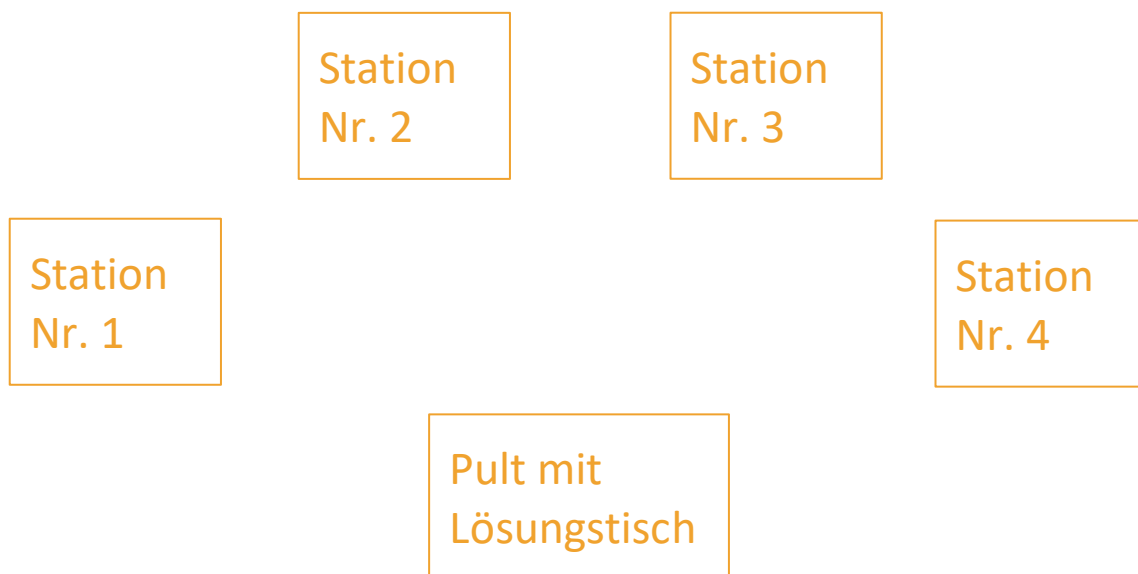 Station
Nr. 2
Station
Nr. 3
Station
Nr. 1
Station
Nr. 4
Pult mit
Lösungstisch